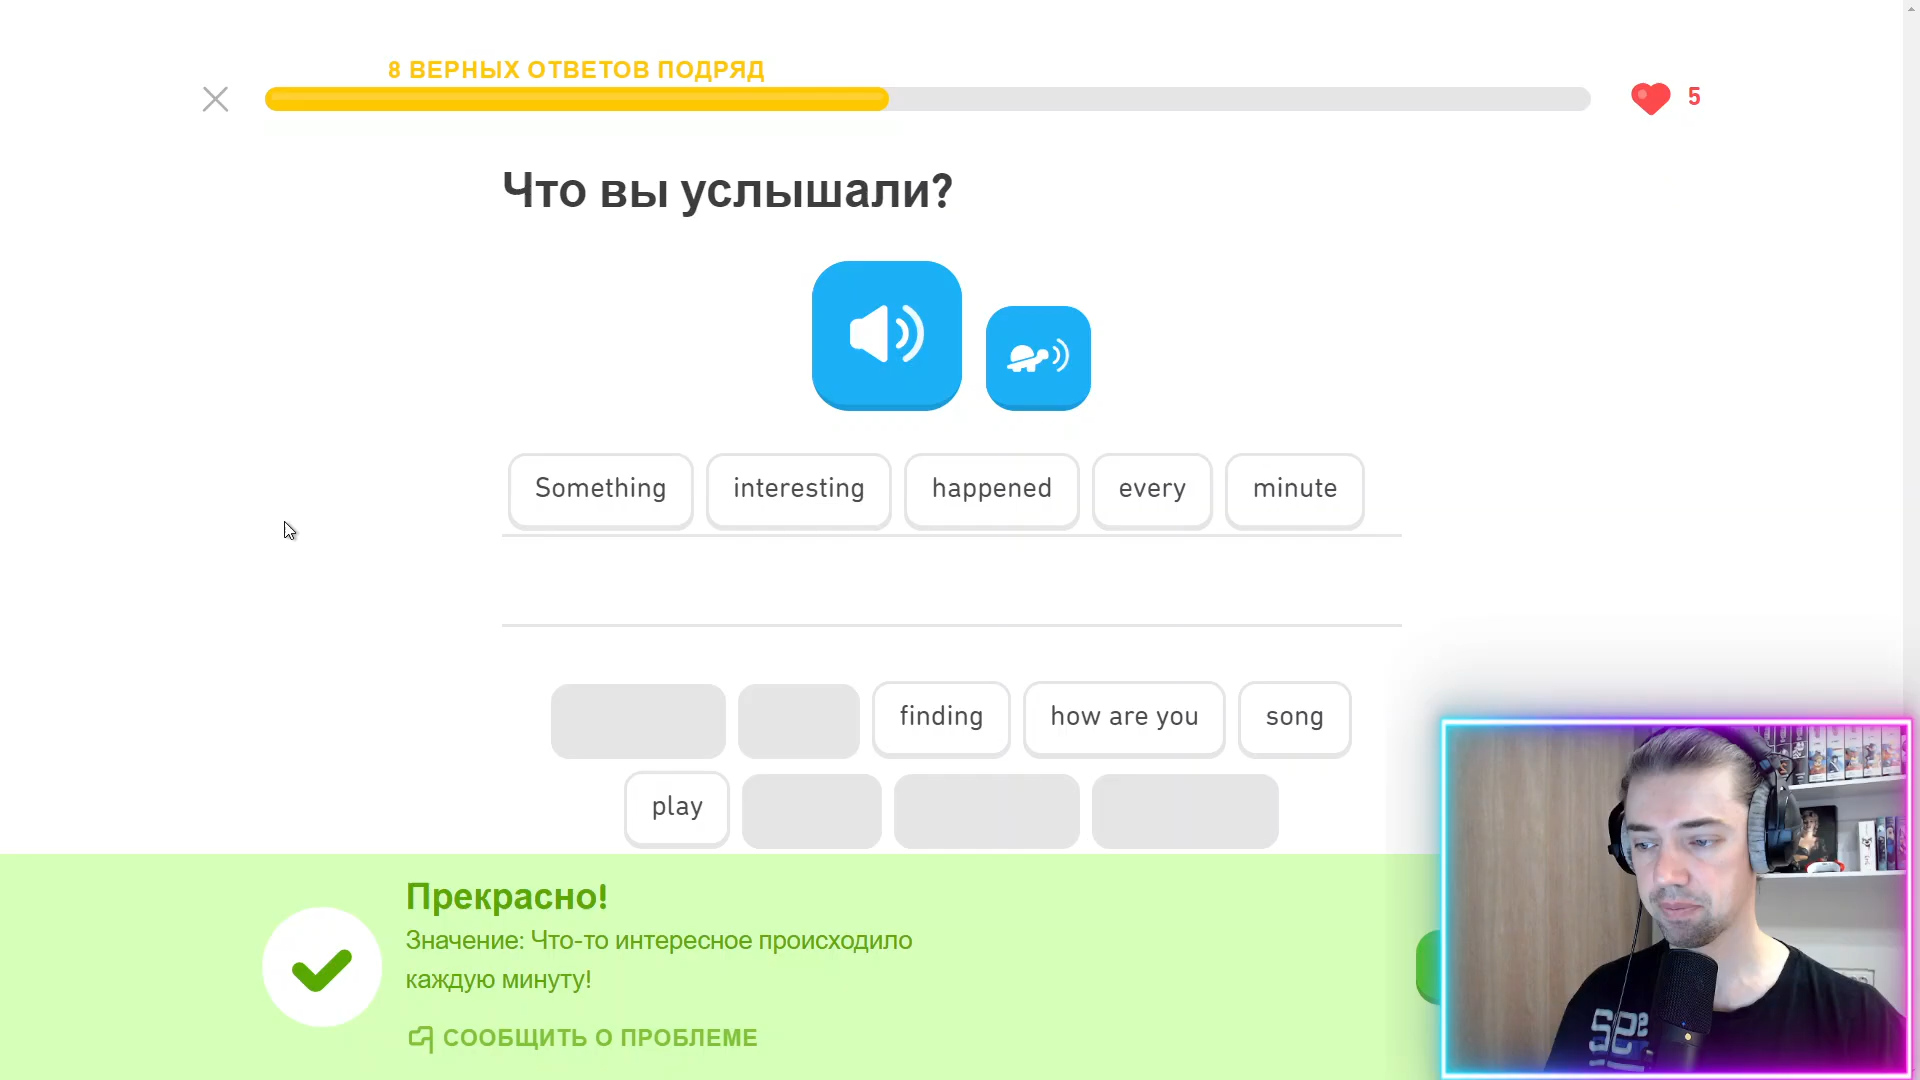 8 ВЕРНЫХ ОТВЕТОВ ПОДРЯД
5
Что вы услышали?
Something interesting happened every minute
finding how are you song
play
Прекрасно!
Значение: Что-то интересное происходило
каждую минуту!
СООБЩИТЬ О ПРОБЛЕМЕ